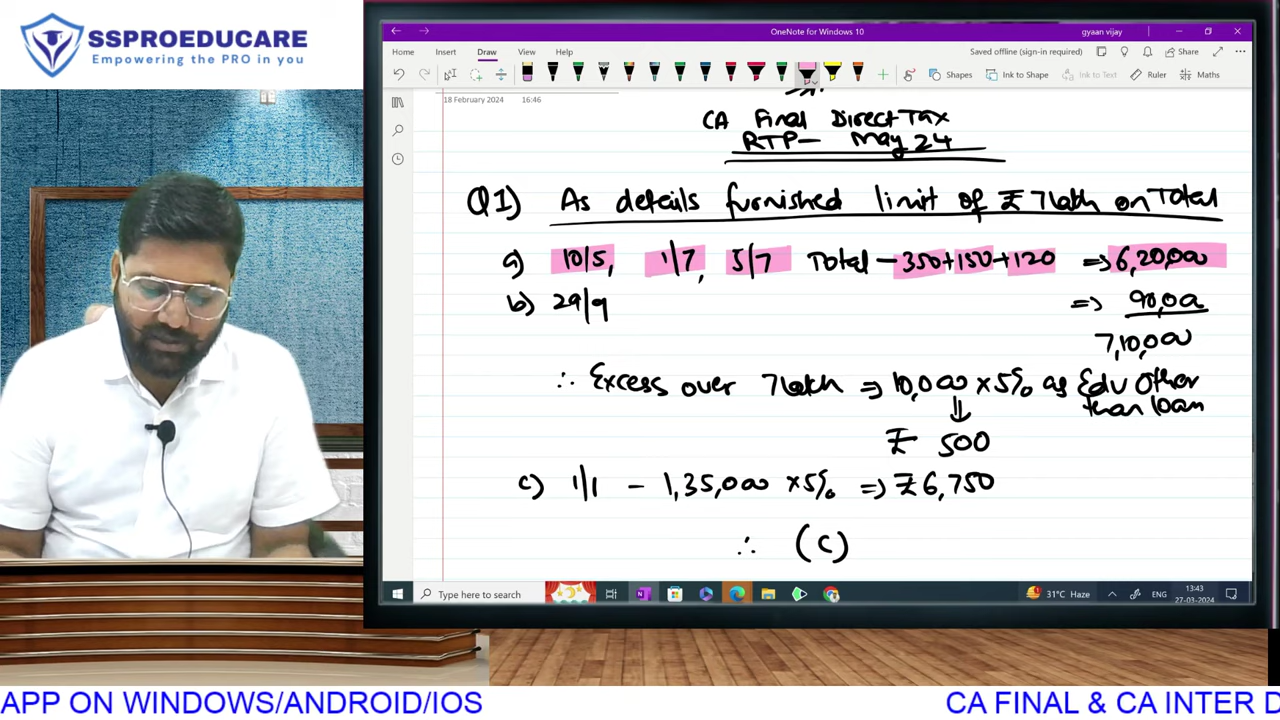 SSPROEDUCARE
Empowering the PRO in you
OneNote for Windows 10
gyaan vijay
Home Insert Draw View Help
Saved offline (sign-in required)
Share
Shapes Ink to Shape Ink to Text Ruler Maths
18 February 2024 16:46
CA Final Direct Tax
RTP - May 24
Q1) As details furnished limit of ₹ 7 lakh on Total
a) 10/5, 1/7, 5/7 Total - 350+150+120 ⇒ 6,20,000
b) 29/9 ⇒ 90,000
7,10,000
∴ Excess over 7 lakh ⇒ 10,000 x 5% as Edu Other
than loan
⇓
₹ 500
c) 1/1 - 1,35,000 x 5% ⇒ ₹ 6,750
∴ (C)
Type here to search
31°C Haze
ENG
13:43
27-03-2024
APP ON WINDOWS/ANDROID/IOS
CA FINAL & CA INTER D